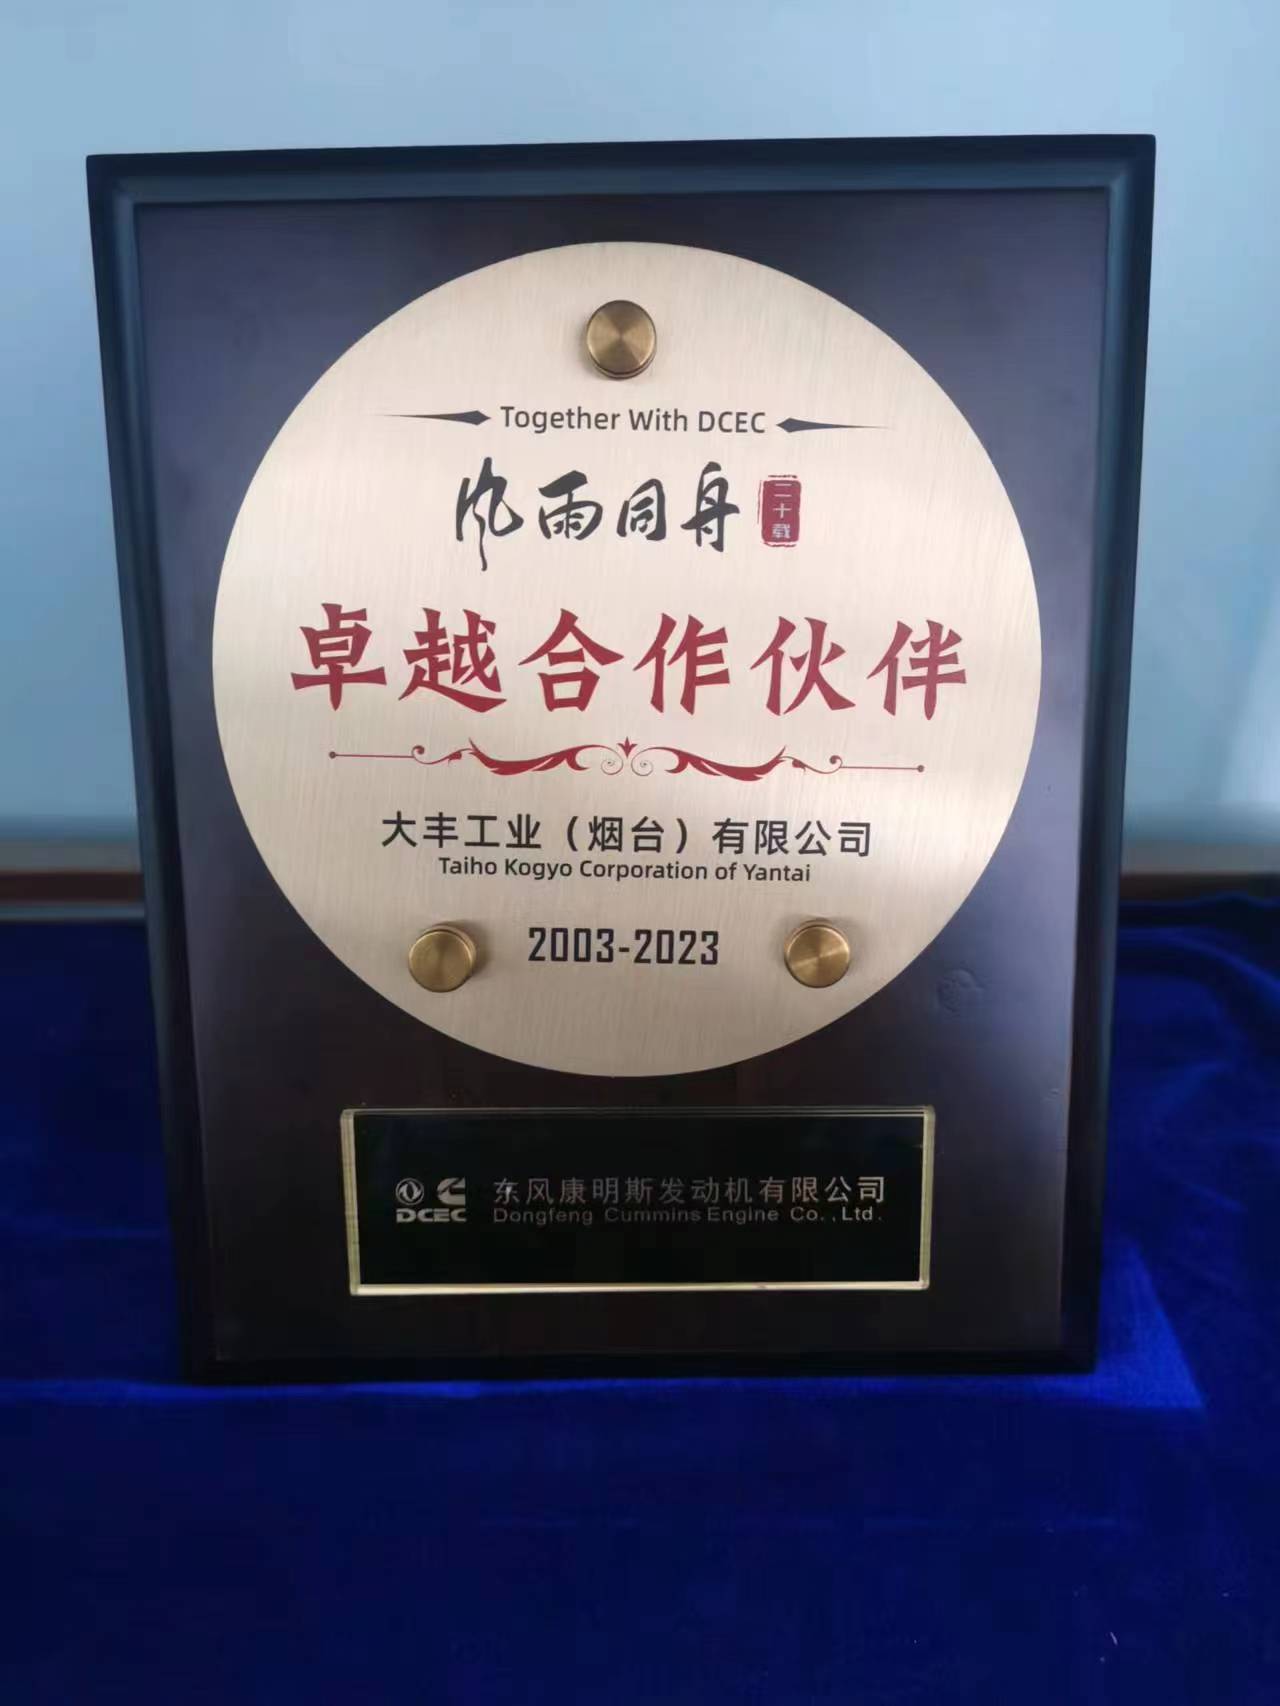 Together With DCEC
风雨同舟 二十载
卓越合作伙伴
大丰工业（烟台）有限公司
Taiho Kogyo Corporation of Yantai
2003-2023
东风康明斯发动机有限公司
DCEC Dongfeng Cummins Engine Co.,Ltd.